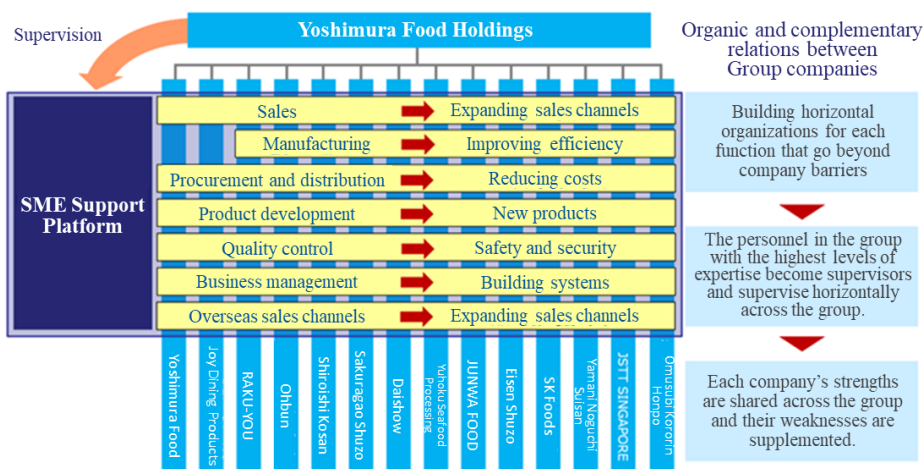 Supervision
Yoshimura Food Holdings
Organic and complementary
relations between
Group companies
SME Support
Platform
Sales
Expanding sales channels
Manufacturing
Improving efficiency
Procurement and distribution
Reducing costs
Product development
New products
Quality control
Safety and security
Business management
Building systems
Overseas sales channels
Expanding sales channels
Building horizontal
organizations for each
function that go beyond
company barriers
The personnel in the group
with the highest levels of
expertise become supervisors
and supervise horizontally
across the group.
Each company's strengths
are shared across the group
and their weaknesses are
supplemented.
Yoshimura Food
Joy Dining Products
RAKU-YOU
Ohbun
Shiroishi Kosan
Sakuragao Shuzo
Daishow
Yuhoku Seafood
Processing
JUNWA FOOD
Eisen Shuzo
SK Foods
Yamani Noguchi
Suisan
JSTT SINGAPORE
Omusubi Kororin
Honpo